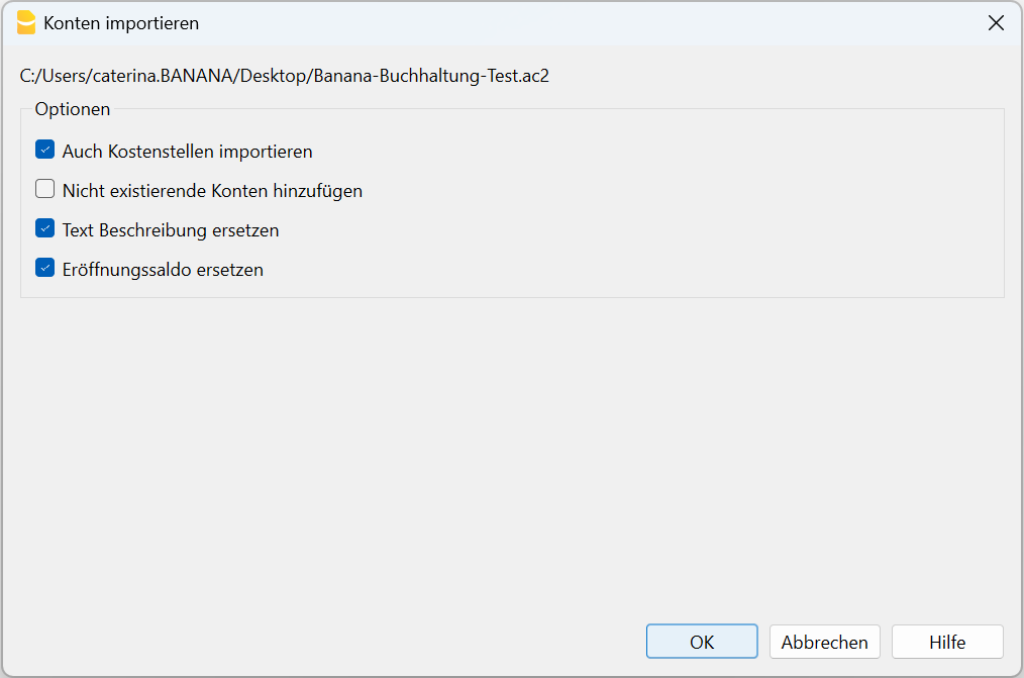 Konten importieren
C:/Users/caterina.BANANA/Desktop/Banana-Buchhaltung-Test.ac2
Optionen
Auch Kostenstellen importieren
Nicht existierende Konten hinzufügen
Text Beschreibung ersetzen
Eröffnungssaldo ersetzen
OK Abbrechen Hilfe